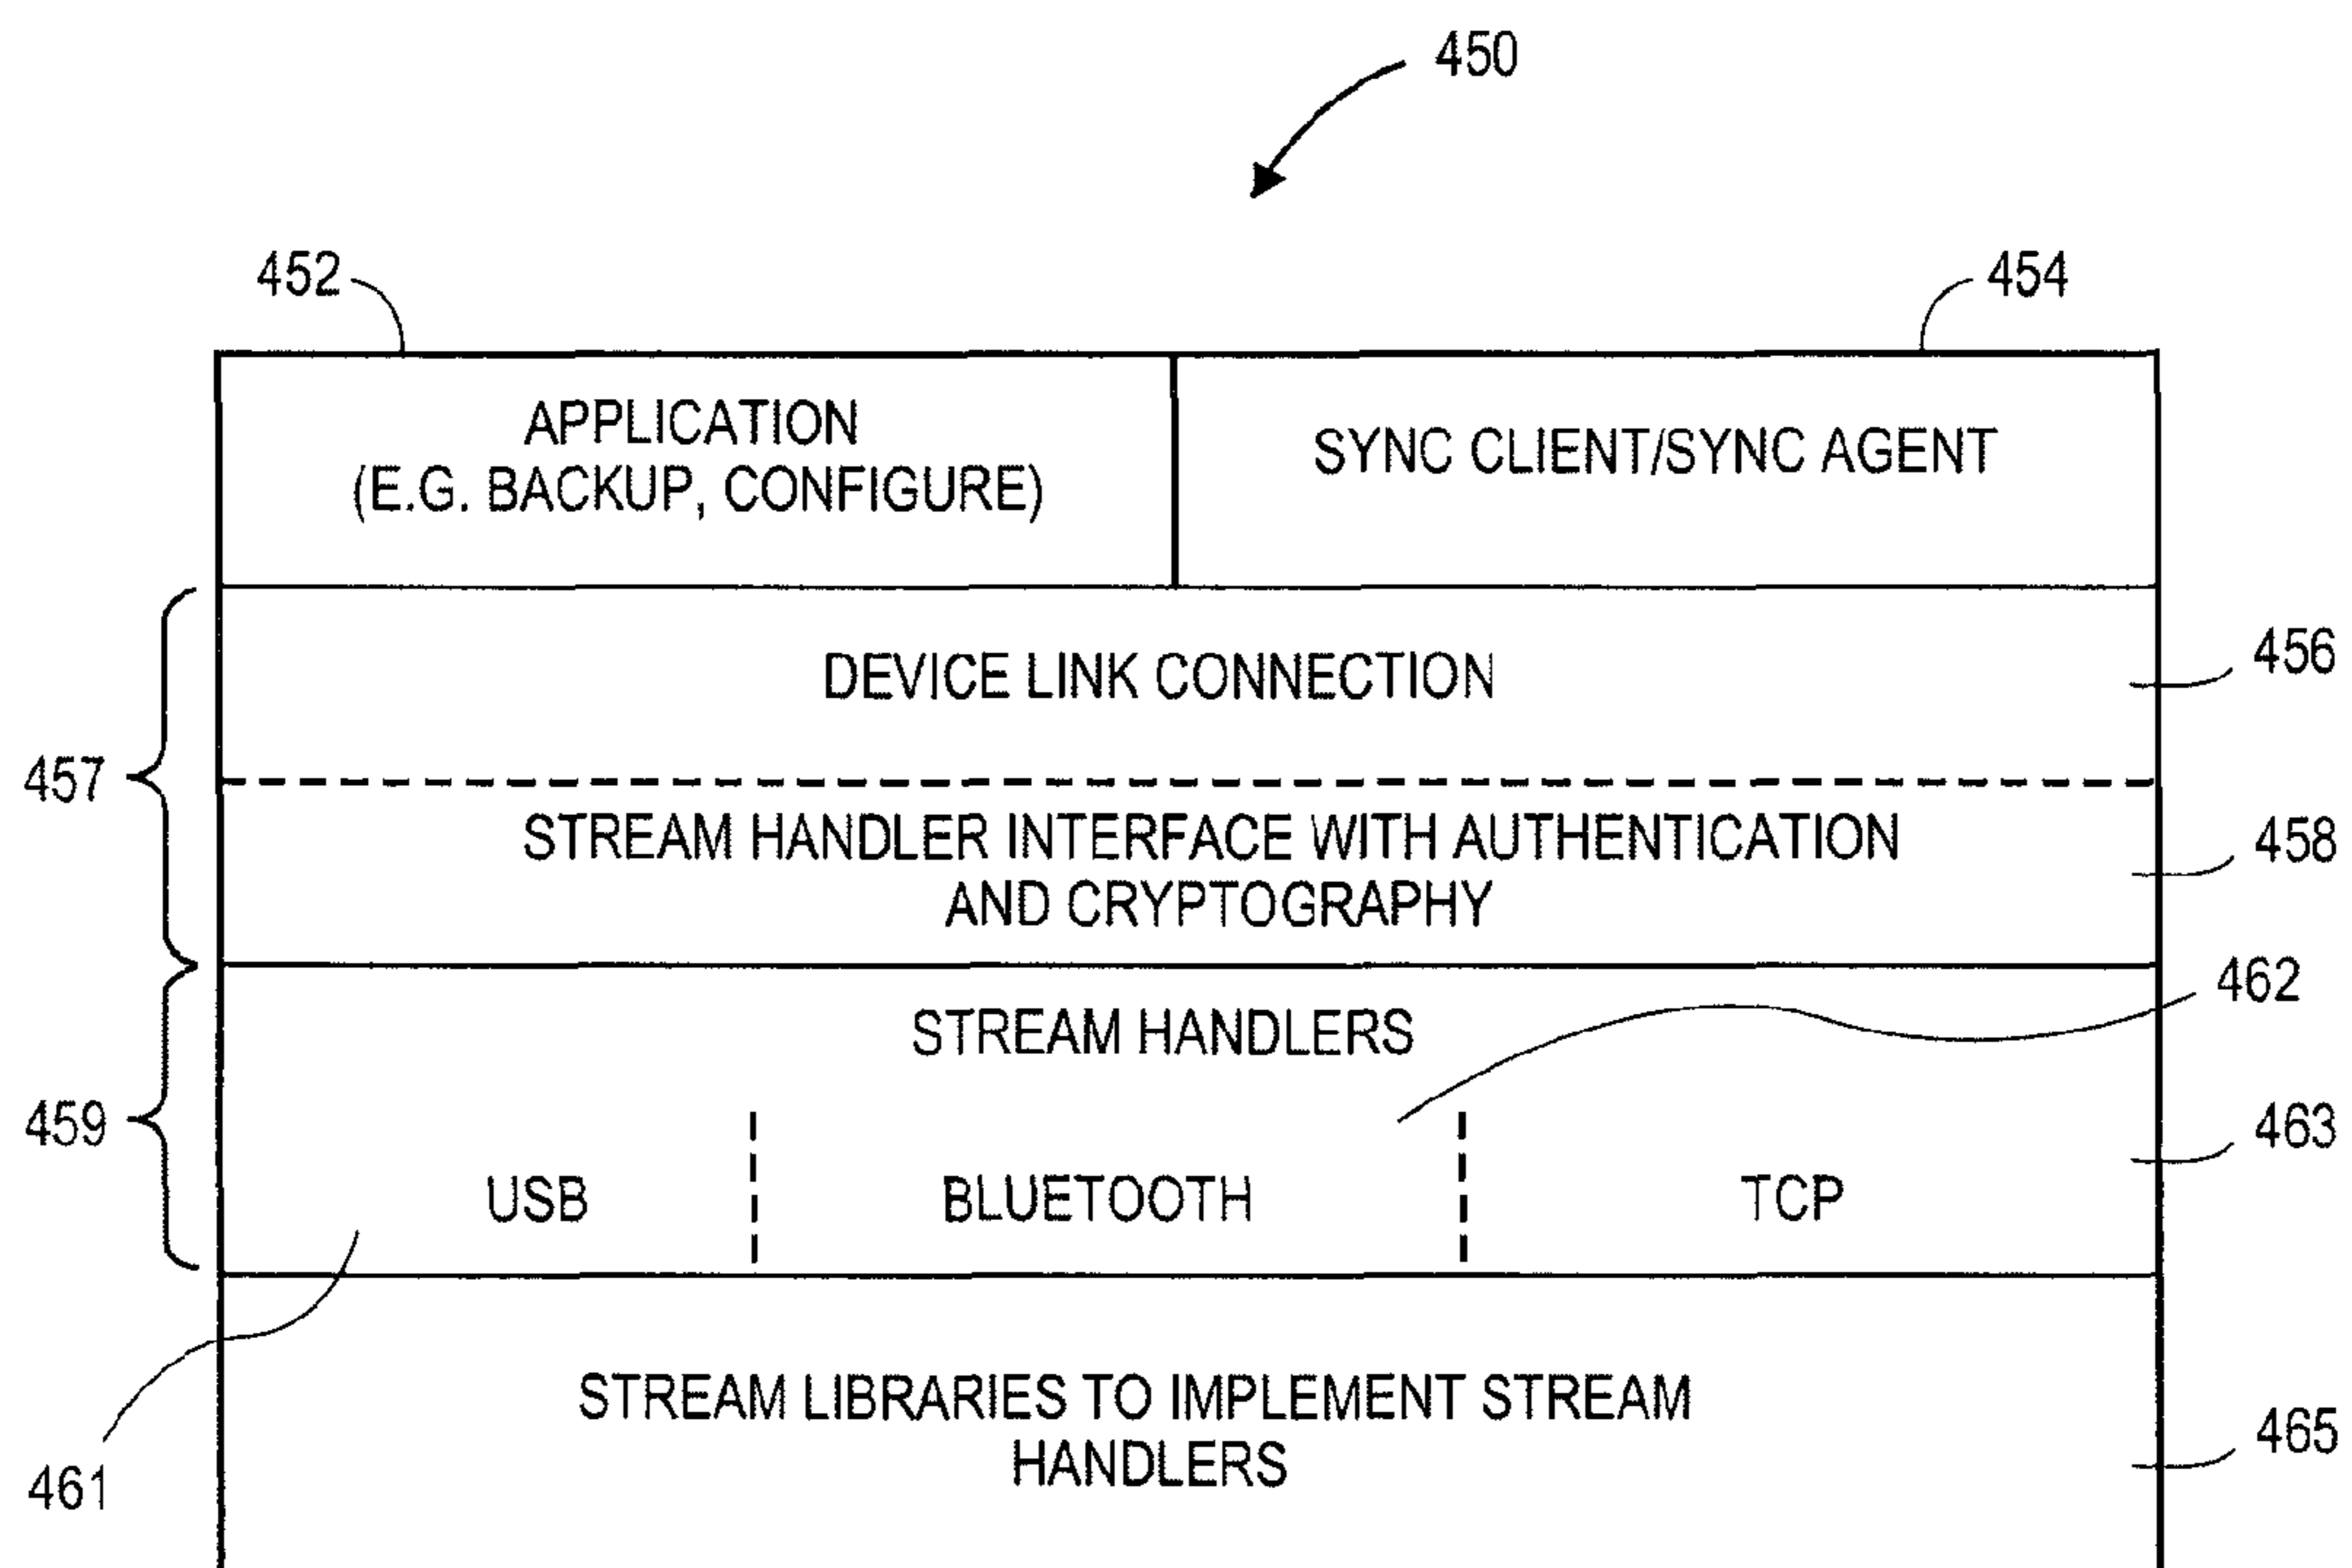 450
452
454
APPLICATION
(E.G. BACKUP, CONFIGURE)
SYNC CLIENT/SYNC AGENT
DEVICE LINK CONNECTION
456
457
STREAM HANDLER INTERFACE WITH AUTHENTICATION
AND CRYPTOGRAPHY
458
462
STREAM HANDLERS
459
463
USB
BLUETOOTH
TCP
STREAM LIBRARIES TO IMPLEMENT STREAM
HANDLERS
465
461